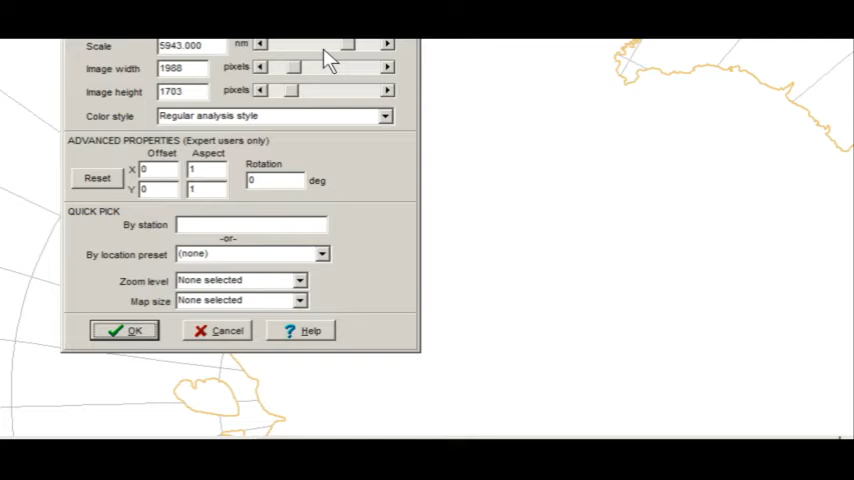 Scale 5943.000 nm
Image width 1988 pixels
Image height 1703 pixels
Color style Regular analysis style
ADVANCED PROPERTIES (Expert users only)
Offset Aspect
Rotation
Reset X 0 1
0 deg
Y 0 1
QUICK PICK
By station
-or-
By location preset (none)
Zoom level None selected
Map size None selected
OK Cancel ? Help